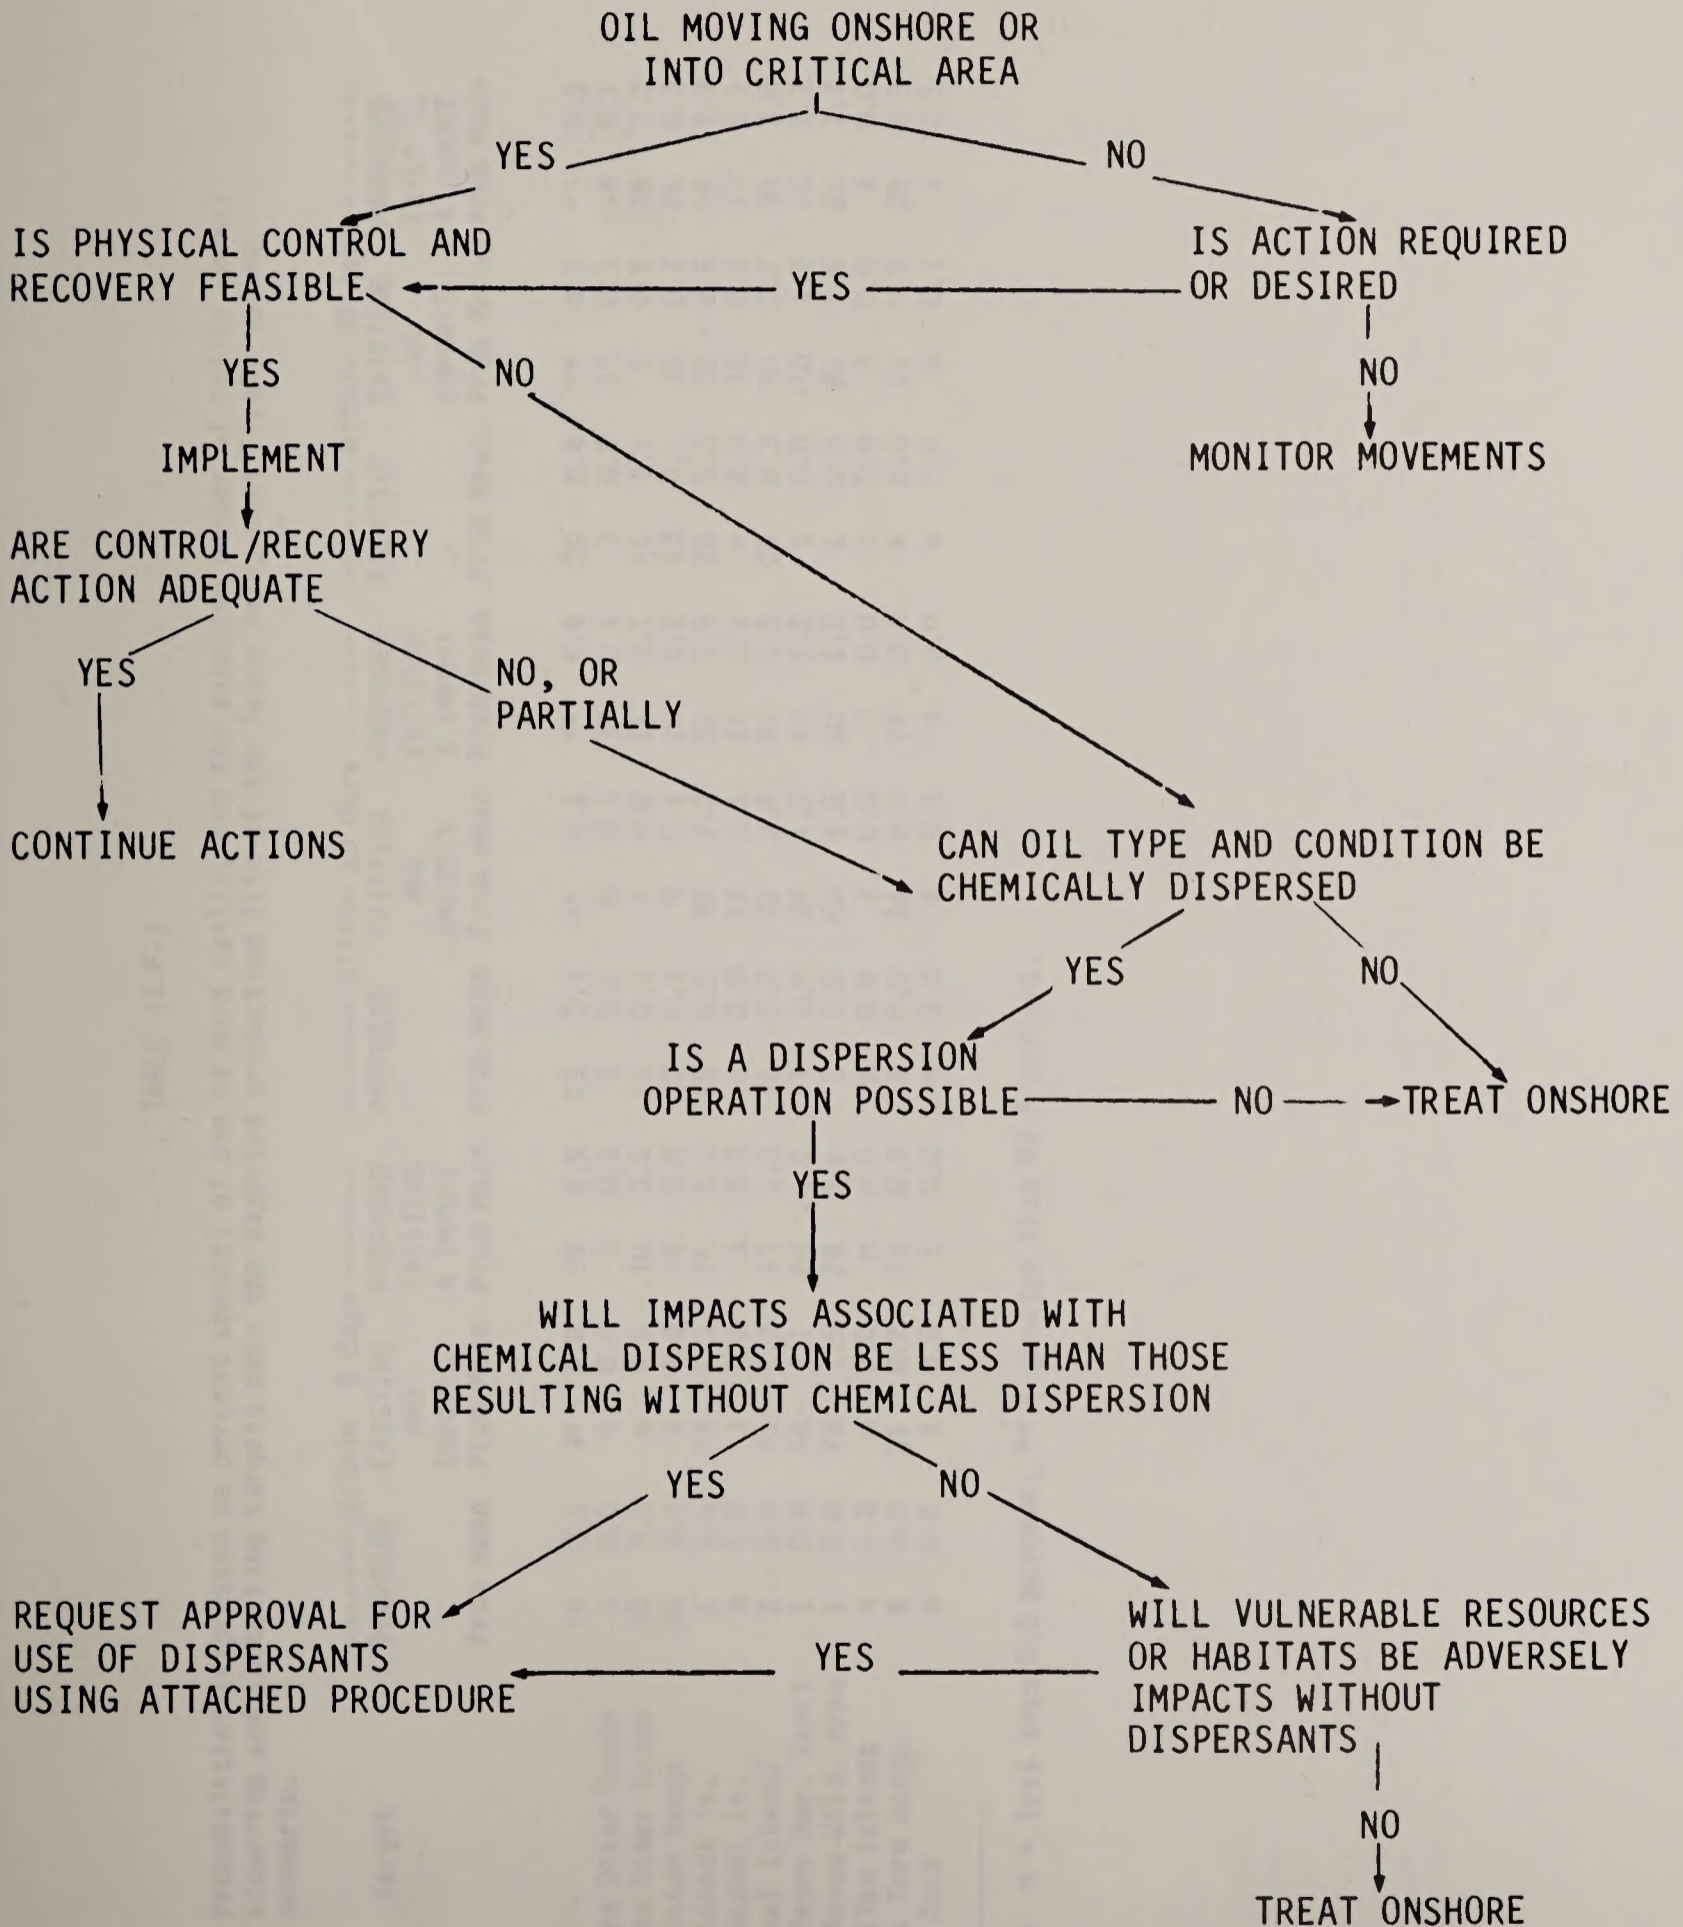 OIL MOVING ONSHORE OR
INTO CRITICAL AREA
YES
NO
IS PHYSICAL CONTROL AND
RECOVERY FEASIBLE
YES
IS ACTION REQUIRED
OR DESIRED
YES
NO
NO
IMPLEMENT
MONITOR MOVEMENTS
ARE CONTROL/RECOVERY
ACTION ADEQUATE
YES
NO, OR
PARTIALLY
CONTINUE ACTIONS
CAN OIL TYPE AND CONDITION BE
CHEMICALLY DISPERSED
YES
NO
IS A DISPERSION
OPERATION POSSIBLE
NO
TREAT ONSHORE
YES
WILL IMPACTS ASSOCIATED WITH
CHEMICAL DISPERSION BE LESS THAN THOSE
RESULTING WITHOUT CHEMICAL DISPERSION
YES
NO
REQUEST APPROVAL FOR
USE OF DISPERSANTS
USING ATTACHED PROCEDURE
YES
WILL VULNERABLE RESOURCES
OR HABITATS BE ADVERSELY
IMPACTS WITHOUT
DISPERSANTS
NO
TREAT ONSHORE